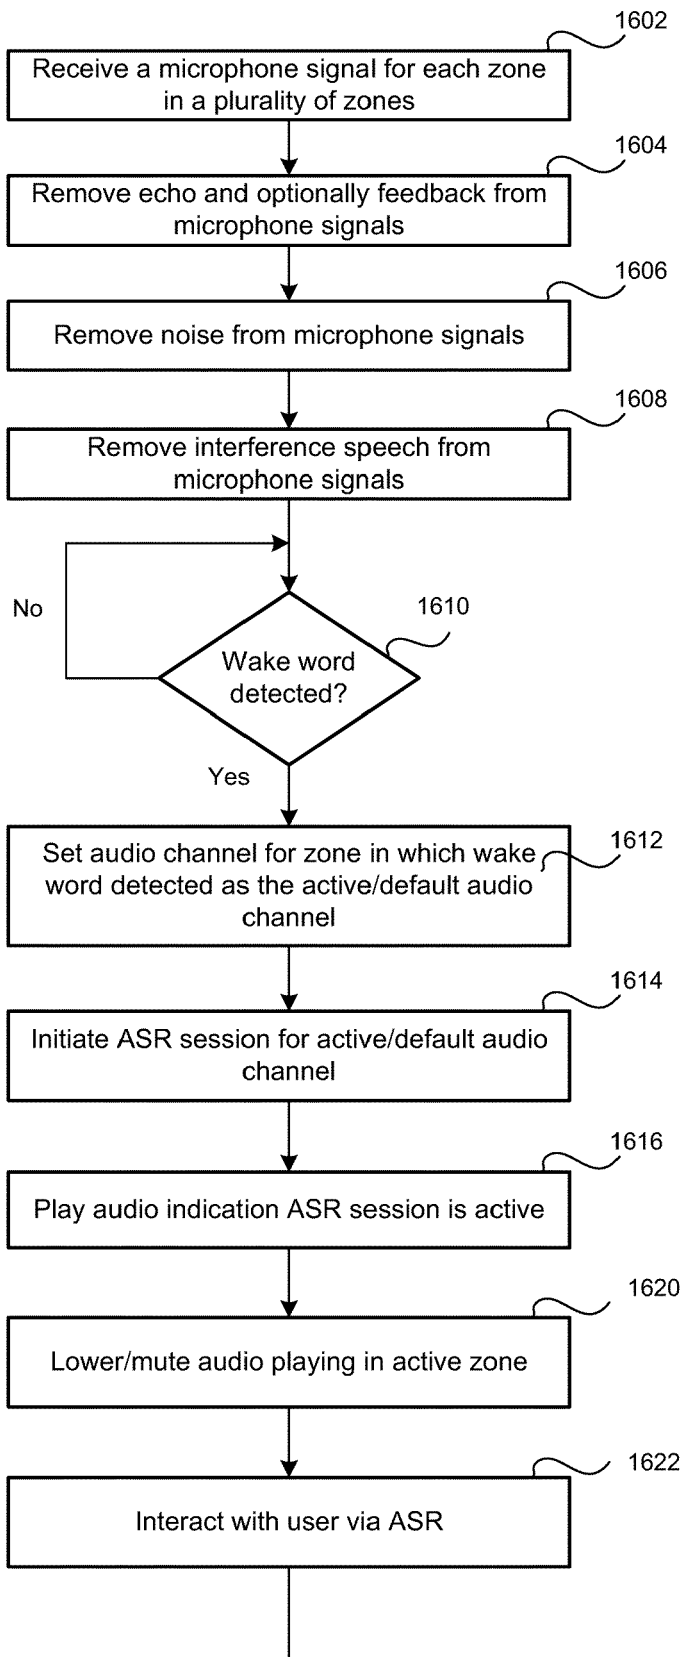 1602
Receive a microphone signal for each zone
in a plurality of zones
1604
Remove echo and optionally feedback from
microphone signals
1606
Remove noise from microphone signals
1608
Remove interference speech from
microphone signals
No
1610
Wake word
detected?
Yes
1612
Set audio channel for zone in which wake
word detected as the active/default audio
channel
1614
Initiate ASR session for active/default audio
channel
1616
Play audio indication ASR session is active
1620
Lower/mute audio playing in active zone
1622
Interact with user via ASR